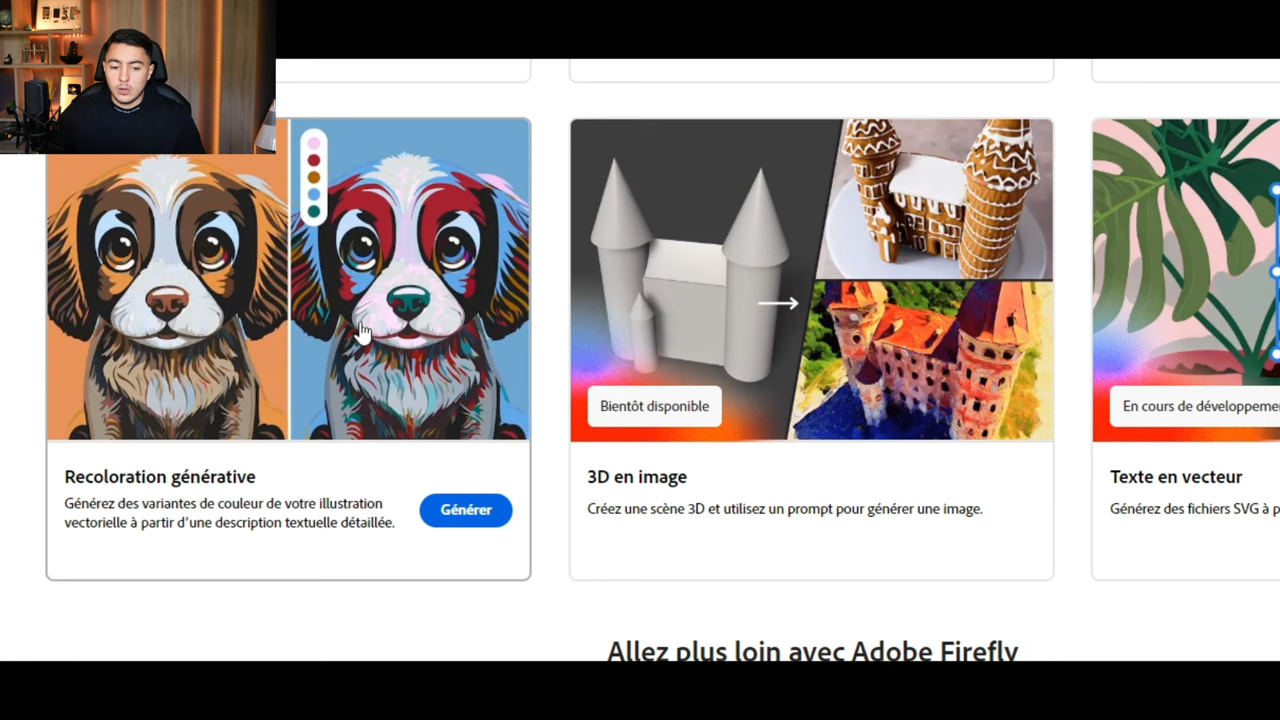 Bientôt disponible
En cours de développeme
Recoloration générative
Générez des variantes de couleur de votre illustration
vectorielle à partir d'une description textuelle détaillée.
Générer
3D en image
Créez une scène 3D et utilisez un prompt pour générer une image.
Texte en vecteur
Générez des fichiers SVG à p
Allez plus loin avec Adobe Firefly